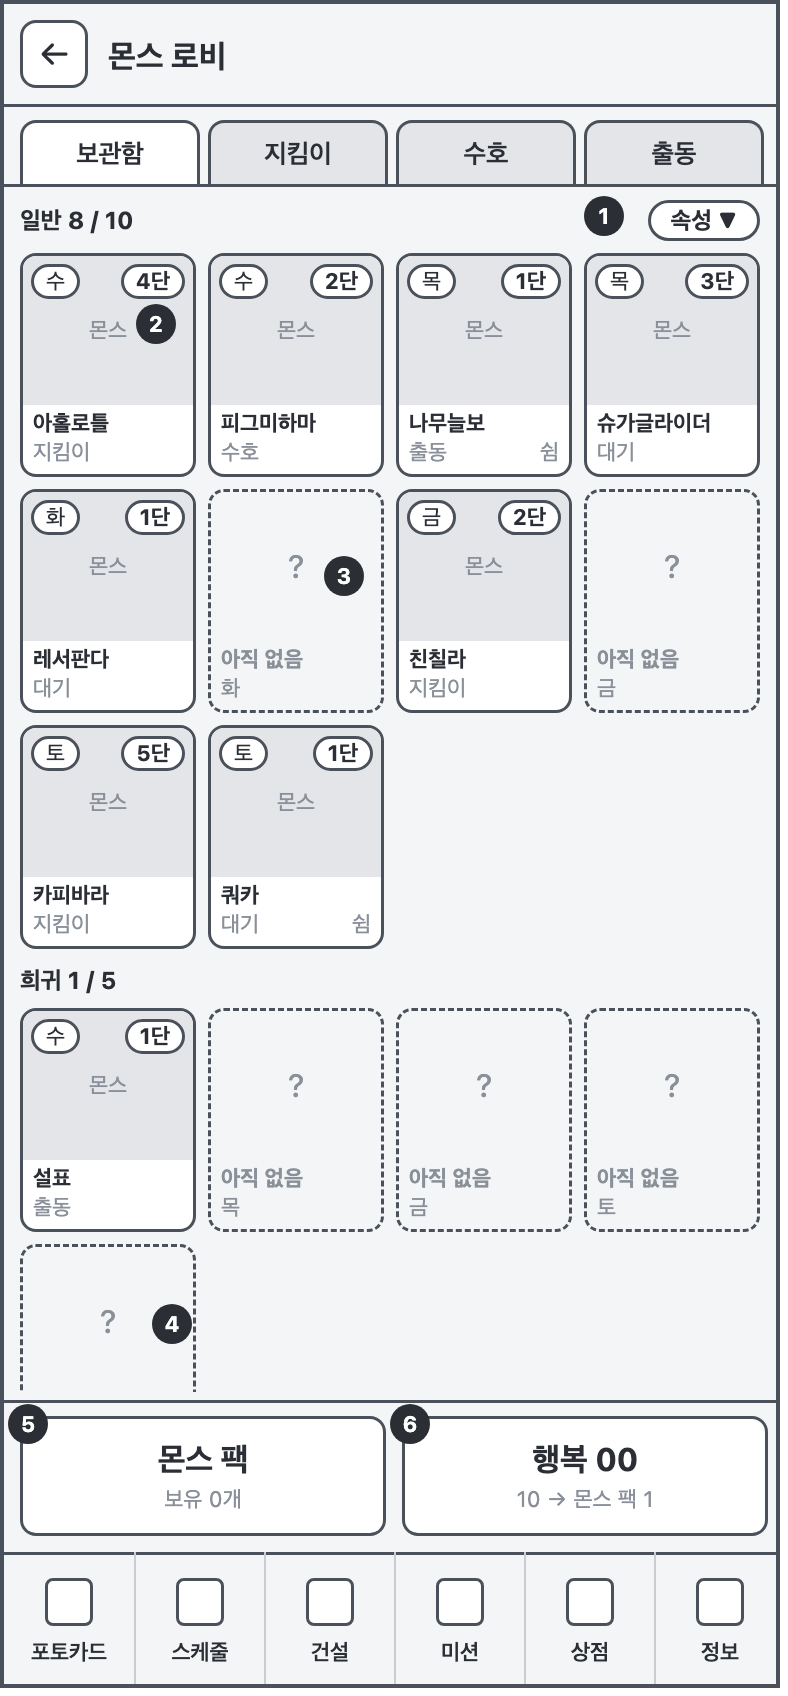 ← 몬스 로비
보관함 지킴이 수호 출동
일반 8 / 10 1 속성 ▼
수 4단 수 2단 목 1단 목 3단
몬스 2 몬스 몬스 몬스
아홀로틀 피그미하마 나무늘보 슈가글라이더
지킴이 수호 출동 쉼 대기
화 1단 금 2단
몬스 ? 3 몬스 ?
레서판다 아직 없음 친칠라 아직 없음
대기 화 지킴이 금
토 5단 토 1단
몬스 몬스
카피바라 쿼카
지킴이 대기 쉼
희귀 1 / 5
수 1단
몬스 ? ? ?
설표 아직 없음 아직 없음 아직 없음
출동 목 금 토
? 4
5 6
몬스 팩 행복 00
보유 0개 10 → 몬스 팩 1
포토카드 스케줄 건설 미션 상점 정보